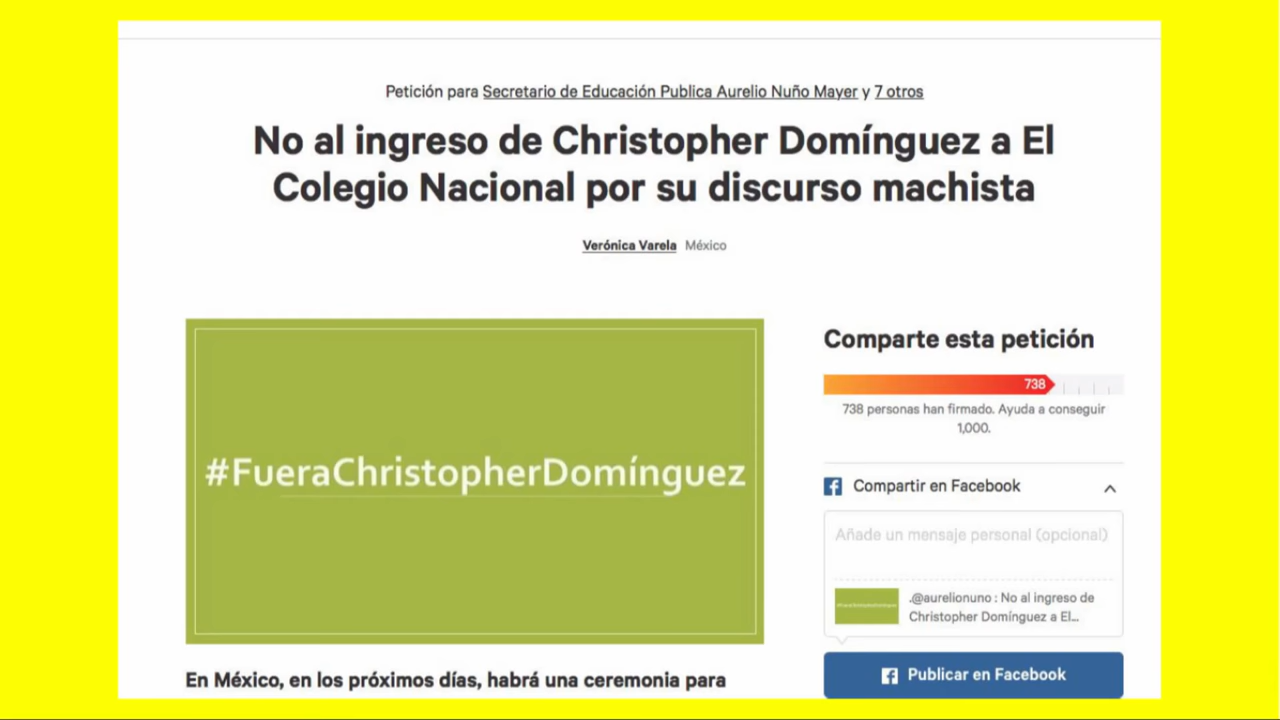 Petición para Secretario de Educación Publica Aurelio Nuño Mayer y 7 otros
No al ingreso de Christopher Domínguez a El
Colegio Nacional por su discurso machista
Verónica Varela México
#FueraChristopherDomínguez
En México, en los próximos días, habrá una ceremonia para
Comparte esta petición
738
738 personas han firmado. Ayuda a conseguir
1,000.
Compartir en Facebook
Añade un mensaje personal (opcional)
.@aurelionuno : No al ingreso de
Christopher Domínguez a El...
Publicar en Facebook